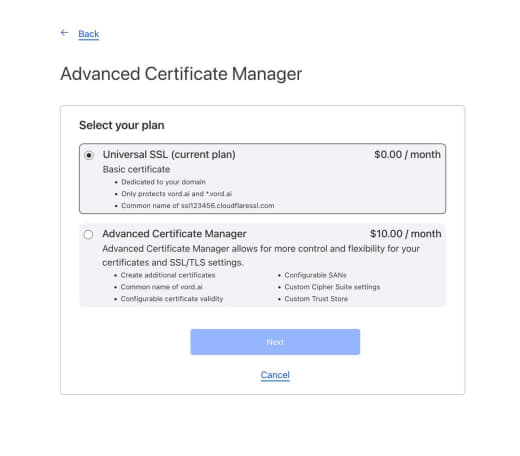 Back
Advanced Certificate Manager
Select your plan
Universal SSL (current plan) $0.00 / month
Basic certificate
• Dedicated to your domain
• Only protects vord.ai and *.vord.ai
• Common name of ssl123456.cloudflaressl.com
Advanced Certificate Manager $10.00 / month
Advanced Certificate Manager allows for more control and flexibility for your
certificates and SSL/TLS settings.
• Create additional certificates
• Common name of vord.ai
• Configurable certificate validity
• Configurable SANs
• Custom Cipher Suite settings
• Custom Trust Store
Next
Cancel